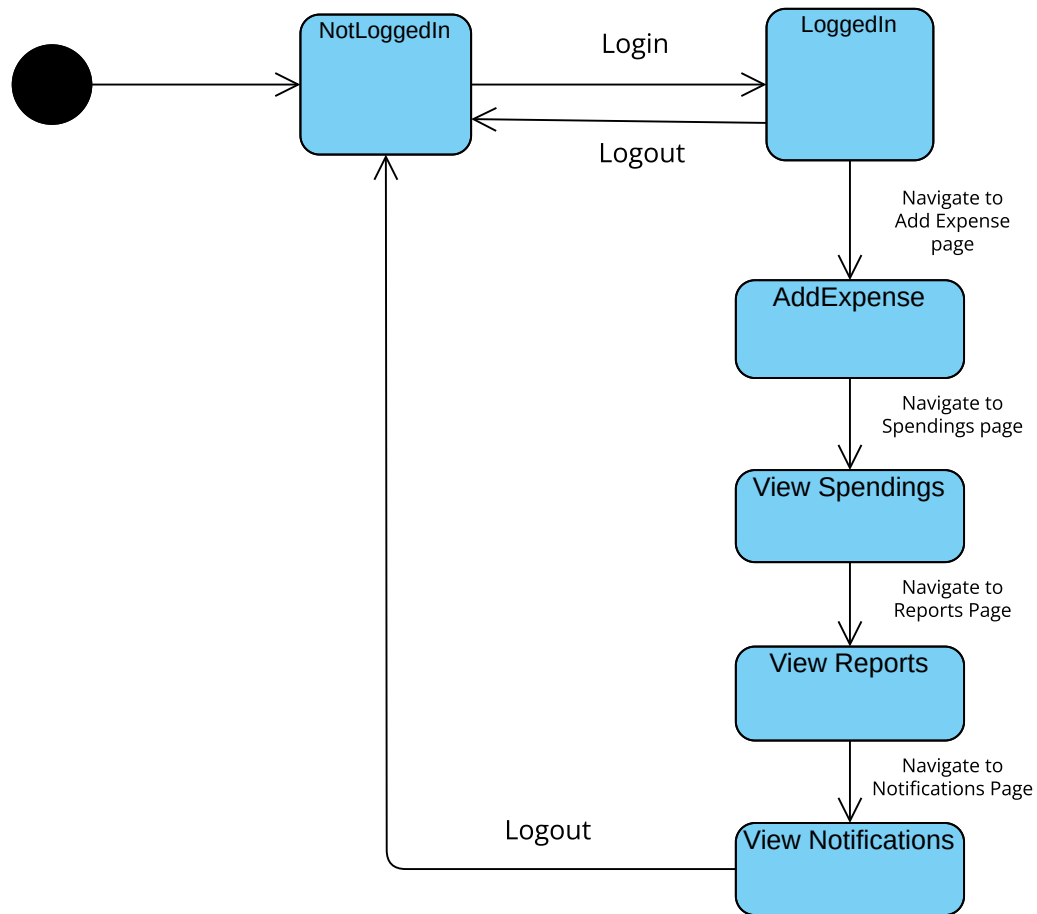 NotLoggedIn
Login
LoggedIn
Logout
Navigate to
Add Expense
page
AddExpense
Navigate to
Spendings page
View Spendings
Navigate to
Reports Page
View Reports
Navigate to
Notifications Page
Logout
View Notifications